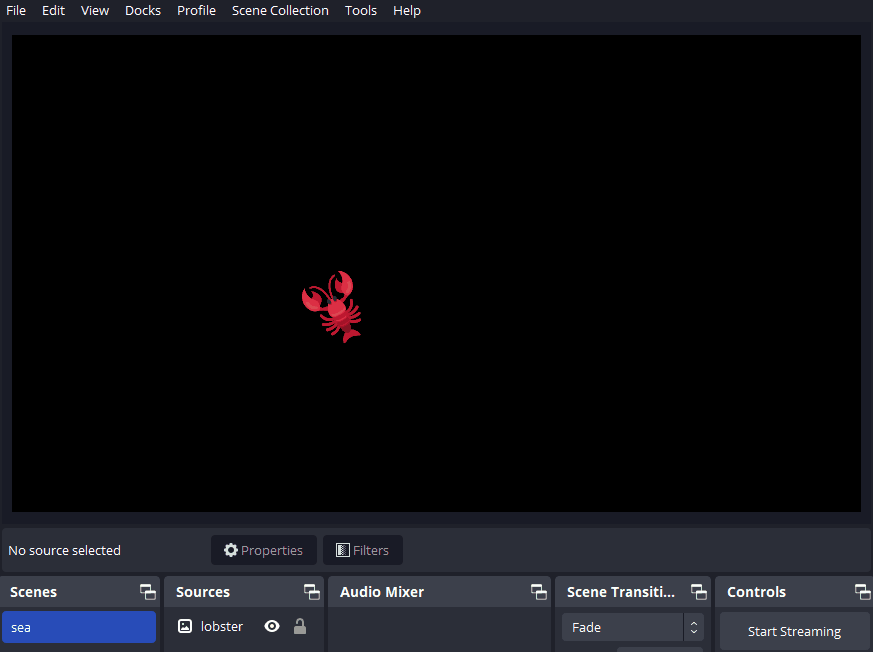 File Edit View Docks Profile Scene Collection Tools Help
No source selected Properties Filters
Scenes Sources Audio Mixer Scene Transiti... Controls
sea lobster Fade Start Streaming